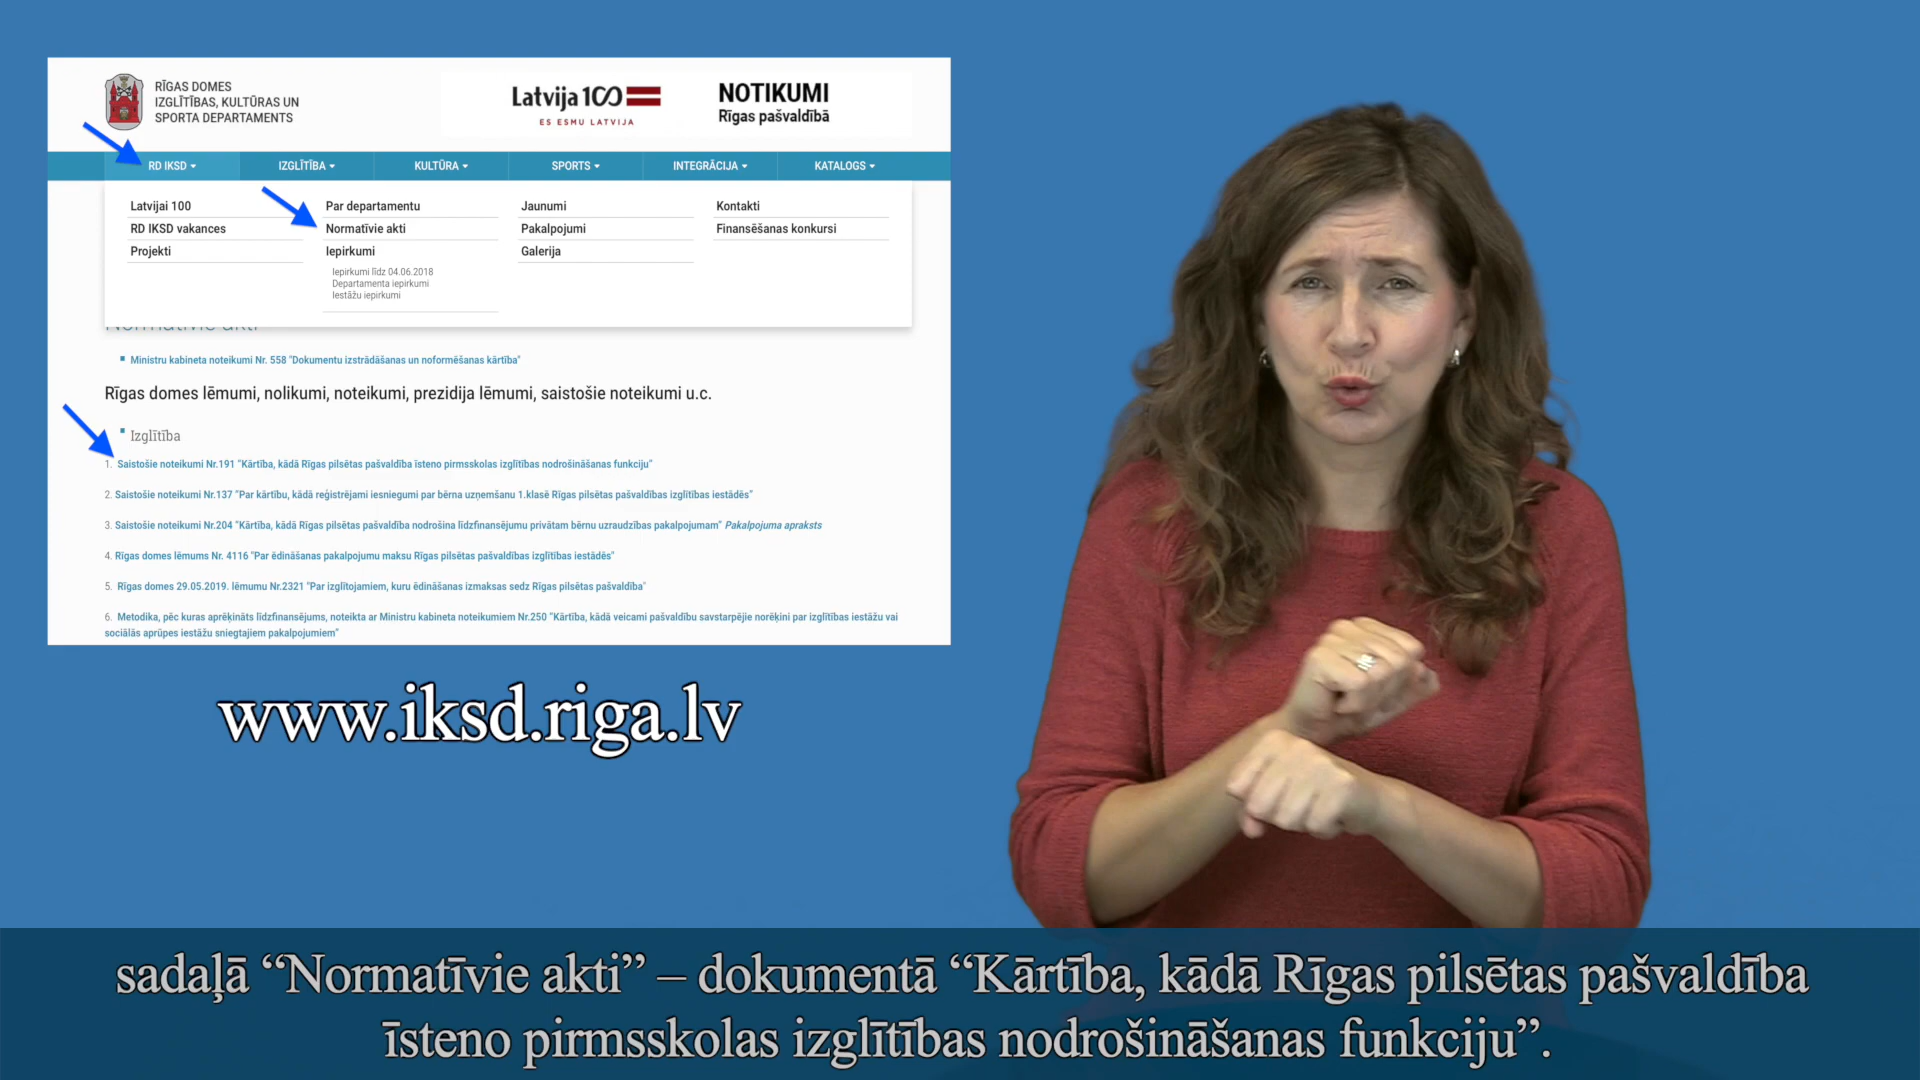 RĪGAS DOMES
IZGLĪTĪBAS, KULTŪRAS UN
SPORTA DEPARTAMENTS
Latvija 100
ES ESMU LATVIJA
NOTIKUMI
Rīgas pašvaldībā
RD IKSD
IZGLĪTĪBA
KULTŪRA
SPORTS
INTEGRĀCIJA
KATALOGS
Latvijai 100
RD IKSD vakances
Projekti
Par departamentu
Normatīvie akti
Iepirkumi
Iepirkumi līdz 04.06.2018
Departamenta iepirkumi
Iestāžu iepirkumi
Jaunumi
Pakalpojumi
Galerija
Kontakti
Finansēšanas konkursi
Normatīvie akti
Ministru kabineta noteikumi Nr. 558 "Dokumentu izstrādāšanas un noformēšanas kārtība"
Rīgas domes lēmumi, nolikumi, noteikumi, prezidija lēmumi, saistošie noteikumi u.c.
Izglītība
1. Saistošie noteikumi Nr.191 "Kārtība, kādā Rīgas pilsētas pašvaldība īsteno pirmsskolas izglītības nodrošināšanas funkciju"
2. Saistošie noteikumi Nr.137 "Par kārtību, kādā reģistrējami iesniegumi par bērna uzņemšanu 1.klasē Rīgas pilsētas pašvaldības izglītības iestādēs"
3. Saistošie noteikumi Nr.204 "Kārtība, kādā Rīgas pilsētas pašvaldība nodrošina līdzfinansējumu privātam bērnu uzraudzības pakalpojumam" Pakalpojuma apraksts
4. Rīgas domes lēmums Nr. 4116 "Par ēdināšanas pakalpojumu maksu Rīgas pilsētas pašvaldības izglītības iestādēs"
5. Rīgas domes 29.05.2019. lēmumu Nr.2321 "Par izglītojamiem, kuru ēdināšanas izmaksas sedz Rīgas pilsētas pašvaldība"
6. Metodika, pēc kuras aprēķināts līdzfinansējums, noteikta ar Ministru kabineta noteikumiem Nr.250 "Kārtība, kādā veicami pašvaldību savstarpējie norēķini par izglītības iestāžu vai
sociālās aprūpes iestāžu sniegtajiem pakalpojumiem"
www.iksd.riga.lv
sadaļā “Normatīvie akti” – dokumentā “Kārtība, kādā Rīgas pilsētas pašvaldība
īsteno pirmsskolas izglītības nodrošināšanas funkciju”.